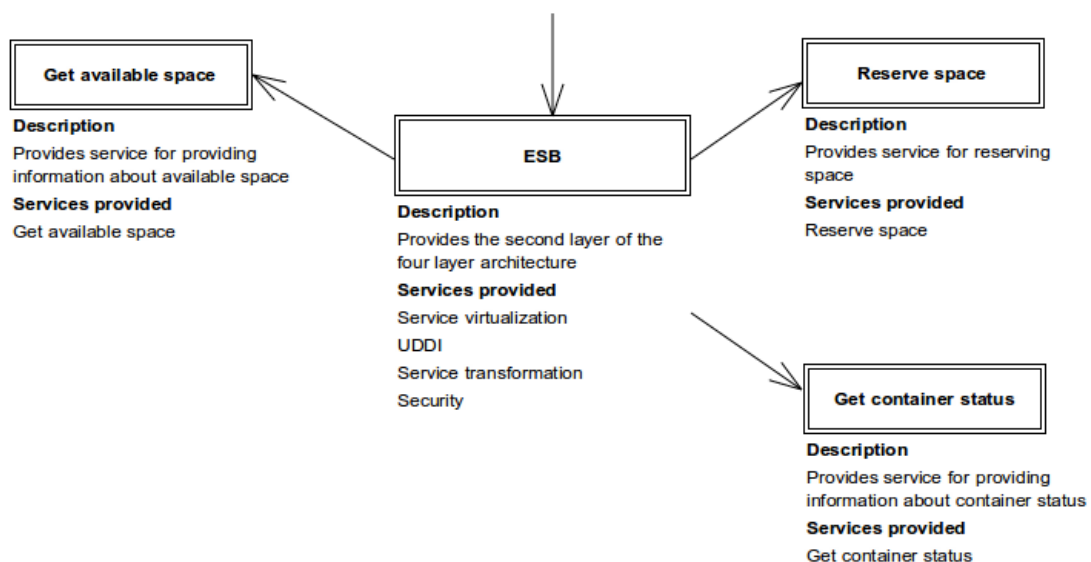 Get available space
Description
Provides service for providing
information about available space
Services provided
Get available space
ESB
Description
Provides the second layer of the
four layer architecture
Services provided
Service virtualization
UDDI
Service transformation
Security
Reserve space
Description
Provides service for reserving
space
Services provided
Reserve space
Get container status
Description
Provides service for providing
information about container status
Services provided
Get container status